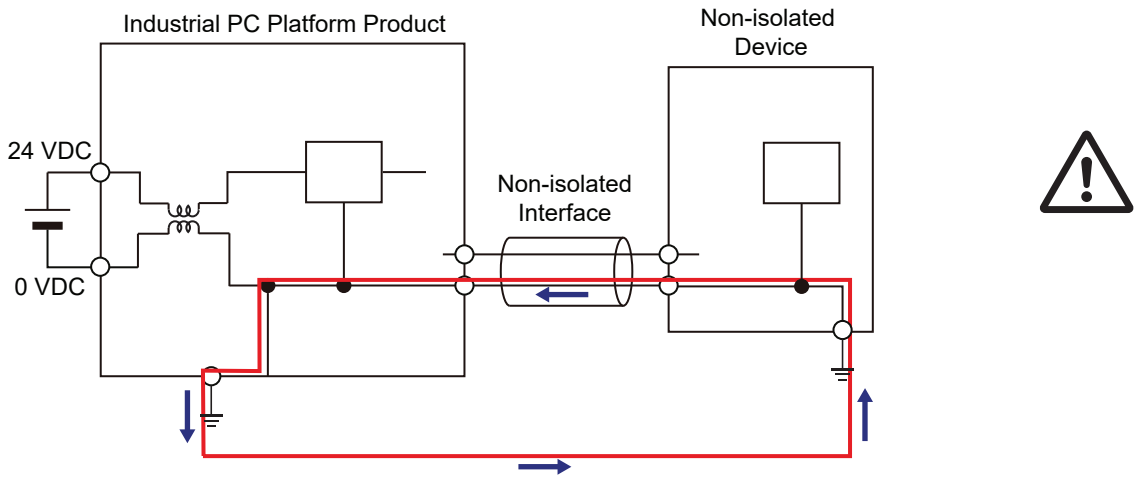 Industrial PC Platform Product
Non-isolated
Device
24 VDC
Non-isolated
Interface
0 VDC